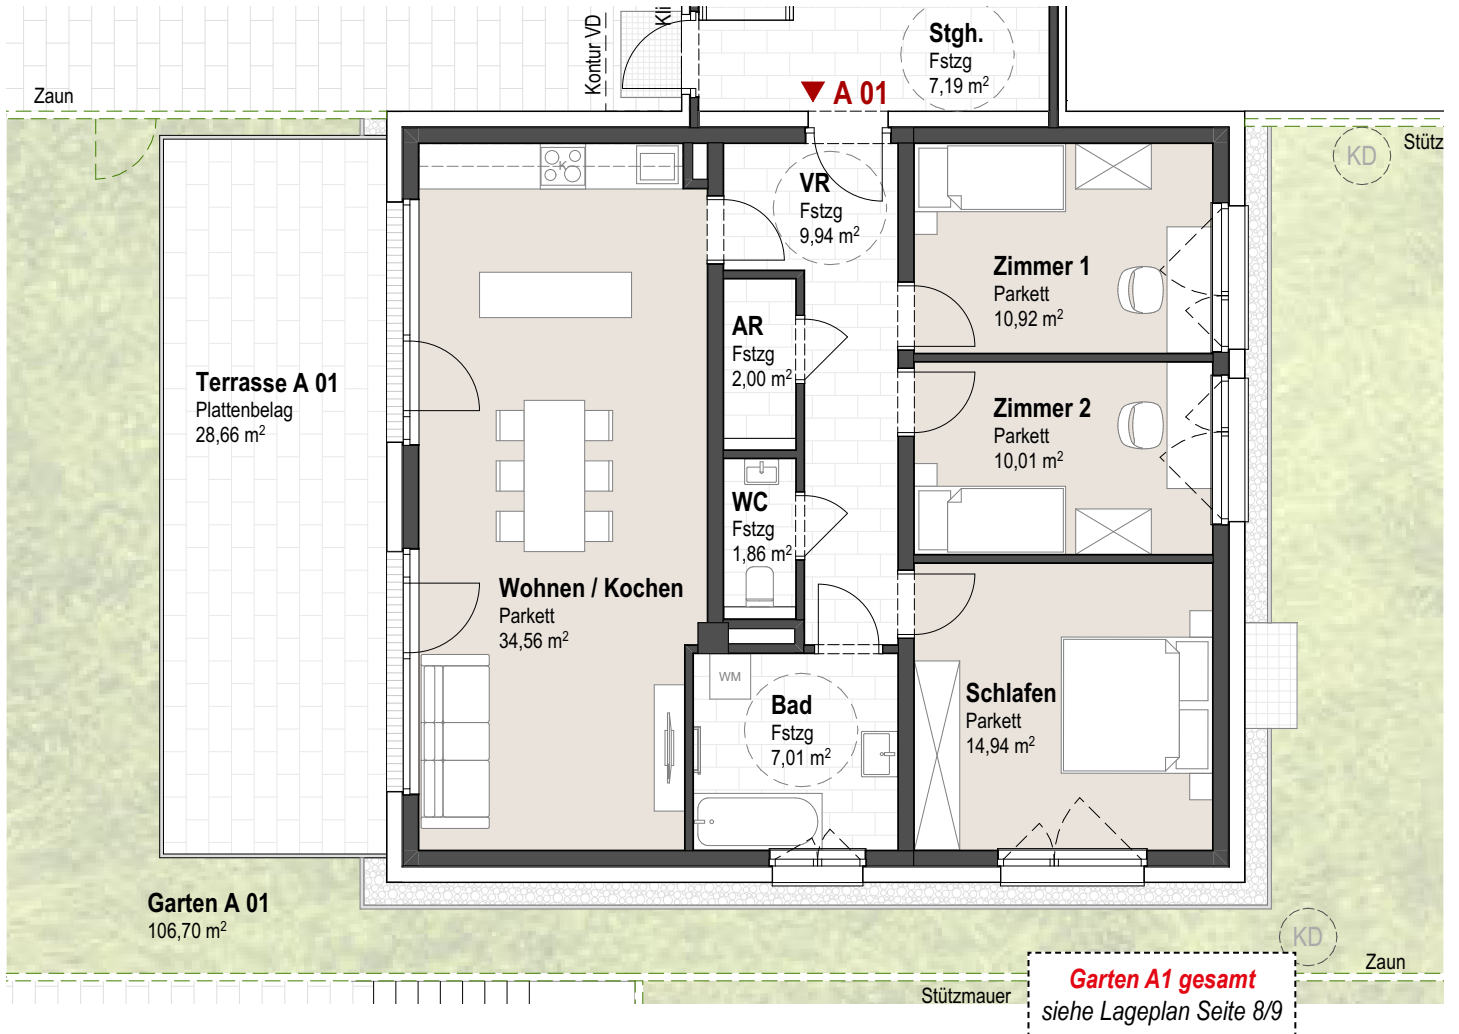 Kontur VD
Kli
Stgh.
Fstzg
7,19 m²
Zaun
A 01
Stütz
KD
VR
Fstzg
9,94 m²
K
Zimmer 1
Parkett
10,92 m²
AR
Fstzg
2,00 m²
Terrasse A 01
Plattenbelag
28,66 m²
Zimmer 2
Parkett
10,01 m²
WC
Fstzg
1,86 m²
Wohnen / Kochen
Parkett
34,56 m²
WM
Bad
Fstzg
7,01 m²
Schlafen
Parkett
14,94 m²
Garten A 01
106,70 m²
KD
Zaun
Stützmauer
Garten A1 gesamt
siehe Lageplan Seite 8/9